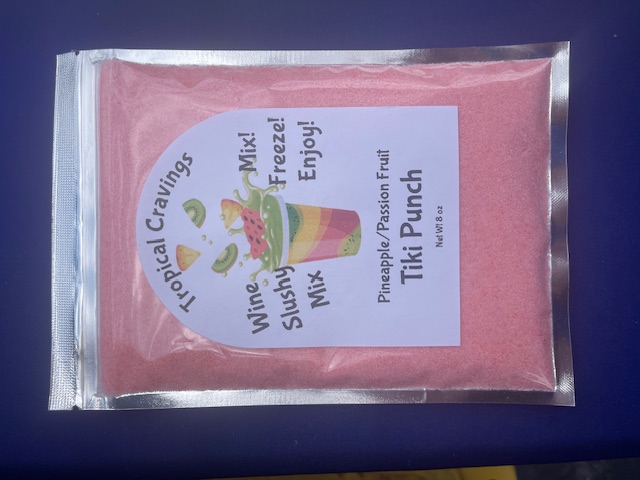 Tropical Cravings
Wine
Slushy
Mix
Mix!
Freeze!
Enjoy!
Pineapple/Passion Fruit
Tiki Punch
Net Wt 8 oz